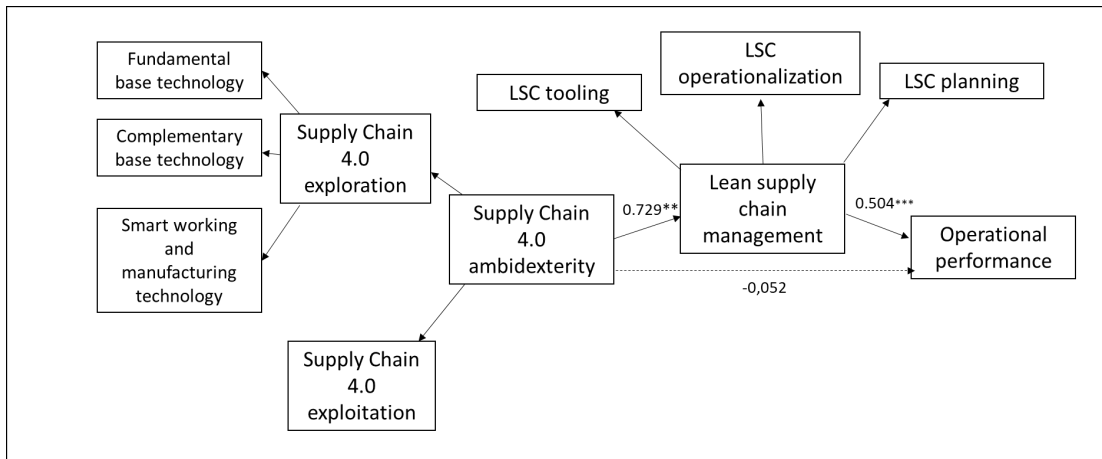 Fundamental
base technology
Complementary
base technology
Smart working
and
manufacturing
technology
Supply Chain
4.0
exploration
Supply Chain
4.0
exploitation
Supply Chain
4.0
ambidexterity
LSC tooling
LSC
operationalization
LSC planning
0.729**
Lean supply
chain
management
0.504***
-0,052
Operational
performance